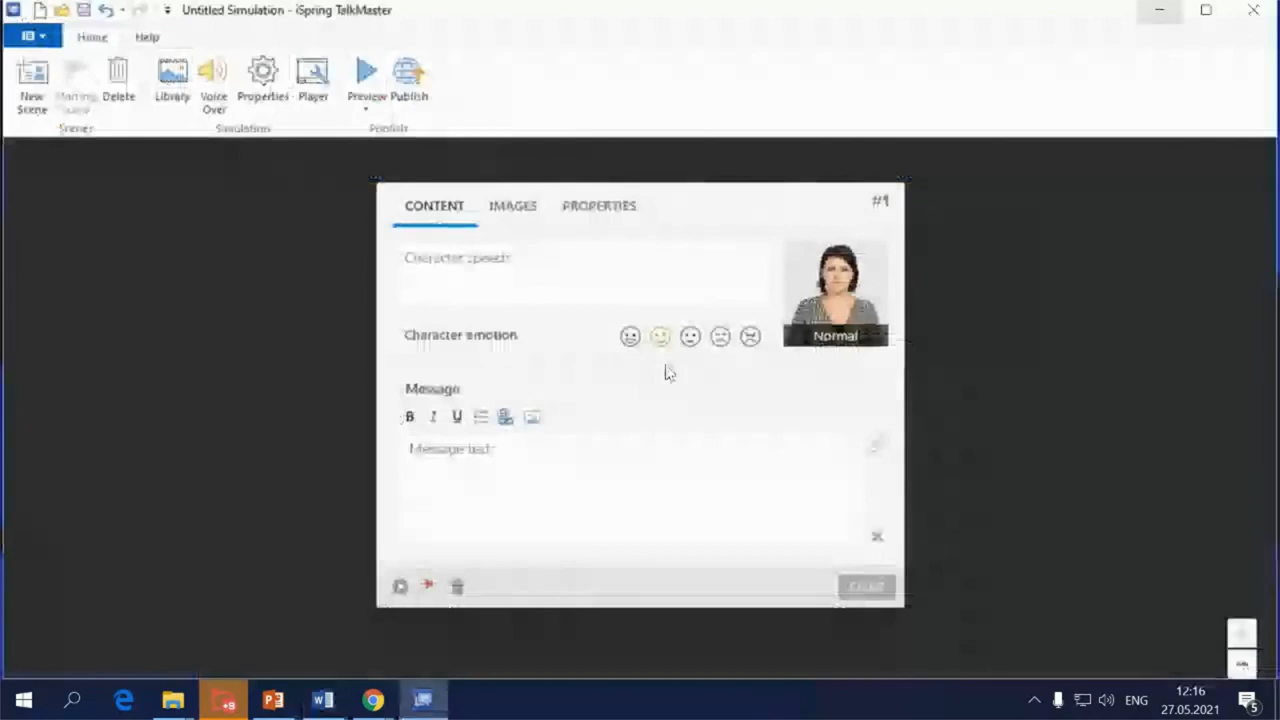 Untitled Simulation - iSpring TalkMaster
Home Help
New Scene
Delete
Library
Voice Over
Properties
Player
Preview
Publish
Simulation
Publish
CONTENT IMAGES PROPERTIES #1
Character speech
Character emotion
Normal
Message
B I U
Message text
ENG
12:16
27.05.2021
5